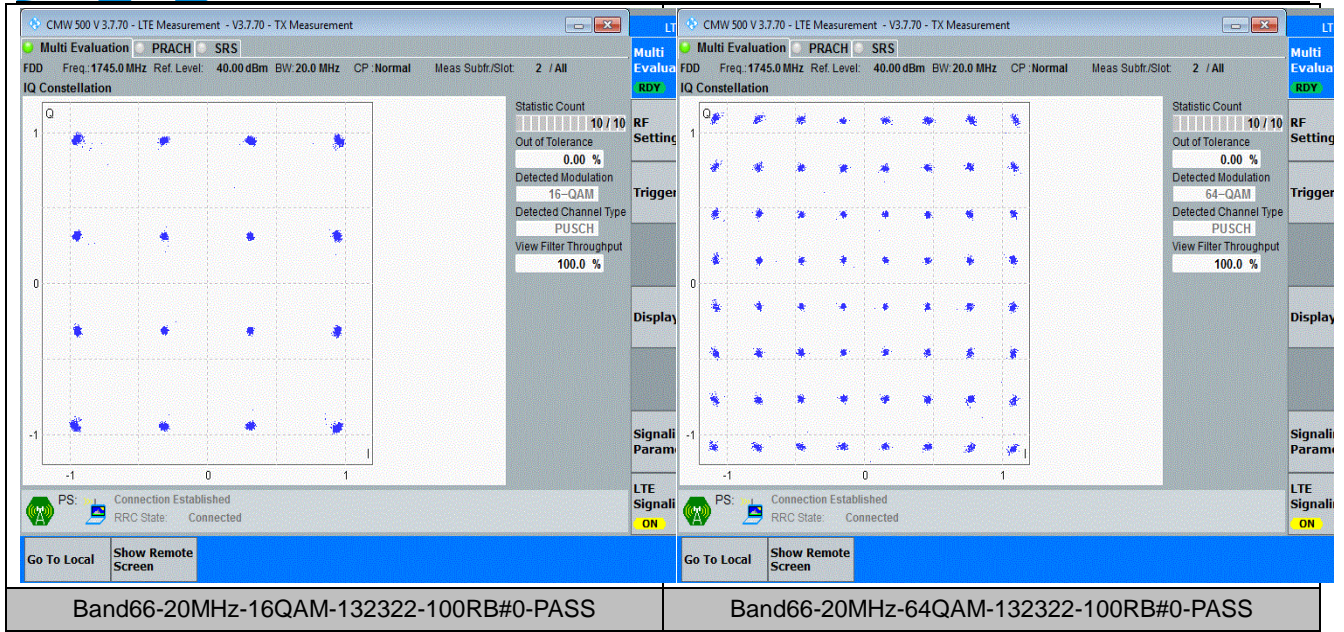 CMW 500 V 3.7.70 - LTE Measurement - V3.7.70 - TX Measurement
LT
Multi Evaluation PRACH SRS
FDD Freq.: 1745.0 MHz Ref. Level: 40.00 dBm BW: 20.0 MHz CP : Normal Meas Subfr./Slot: 2 / All
IQ Constellation
Q
1
0
-1
-1 0 1
I
Statistic Count
10 / 10
Out of Tolerance
0.00 %
Detected Modulation
16-QAM
Detected Channel Type
PUSCH
View Filter Throughput
100.0 %
Multi
Evalua
RDY
RF
Setting
Trigger
Display
Signali
Param
LTE
Signali
ON
PS:
Connection Established
RRC State: Connected
Go To Local
Show Remote
Screen
Band66-20MHz-16QAM-132322-100RB#0-PASS
CMW 500 V 3.7.70 - LTE Measurement - V3.7.70 - TX Measurement
LT
Multi Evaluation PRACH SRS
FDD Freq.: 1745.0 MHz Ref. Level: 40.00 dBm BW: 20.0 MHz CP : Normal Meas Subfr./Slot: 2 / All
IQ Constellation
Q
1
0
-1
-1 0 1
I
Statistic Count
10 / 10
Out of Tolerance
0.00 %
Detected Modulation
64-QAM
Detected Channel Type
PUSCH
View Filter Throughput
100.0 %
Multi
Evalua
RDY
RF
Setting
Trigger
Display
Signalin
Parame
LTE
Signalin
ON
PS:
Connection Established
RRC State: Connected
Go To Local
Show Remote
Screen
Band66-20MHz-64QAM-132322-100RB#0-PASS